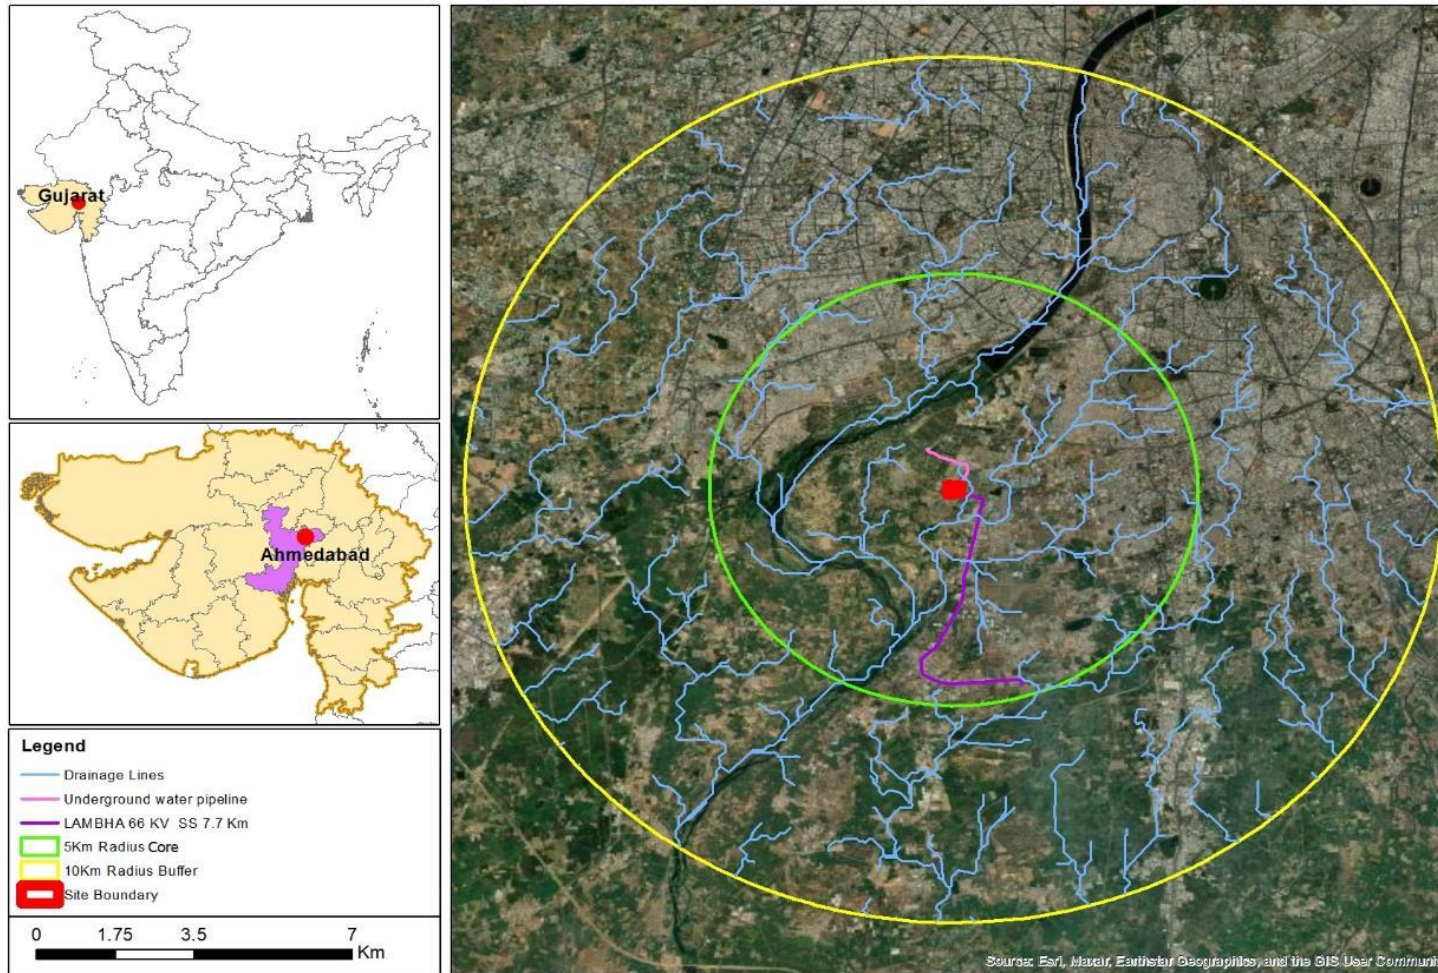 Gujarat
Ahmedabad
Legend
Drainage Lines
Underground water pipeline
LAMBHA 66 KV SS 7.7 Km
5Km Radius Core
10Km Radius Buffer
Site Boundary
0 1.75 3.5 7
Km
Source: Esri, Maxar, Earthstar Geographics, and the GIS User Communi